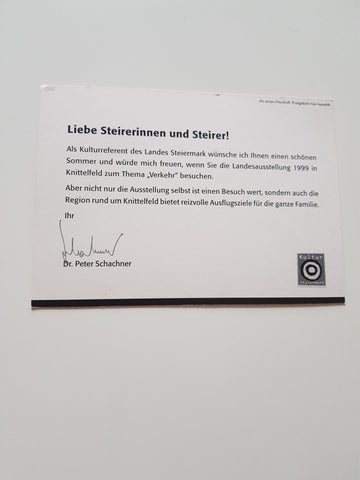 An einen Haushalt. Postgebühr bar bezahlt.
Liebe Steirerinnen und Steirer!
Als Kulturreferent des Landes Steiermark wünsche ich Ihnen einen schönen
Sommer und würde mich freuen, wenn Sie die Landesausstellung 1999 in
Knittelfeld zum Thema „Verkehr" besuchen.
Aber nicht nur die Ausstellung selbst ist einen Besuch wert, sondern auch die
Region rund um Knittelfeld bietet reizvolle Ausflugsziele für die ganze Familie.
Ihr
Dr. Peter Schachner
Kultur
Steiermark